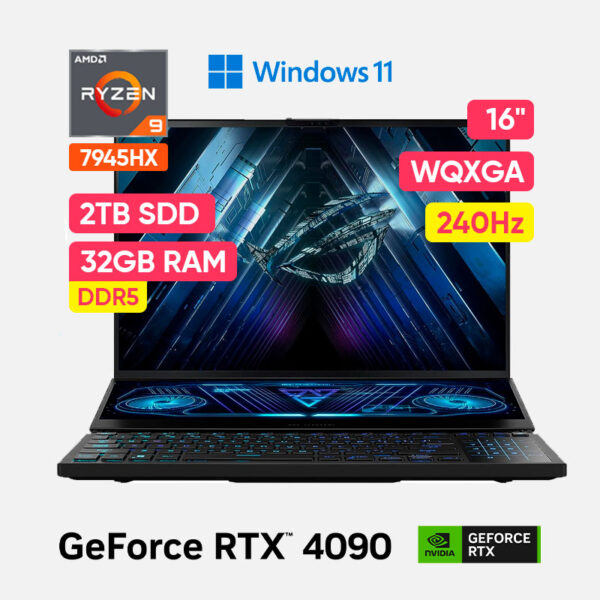 AMD
RYZEN
9
7945HX
Windows 11
16"
WQXGA
240Hz
2TB SDD
32GB RAM
DDR5
GeForce RTX™ 4090
NVIDIA
GEFORCE
RTX